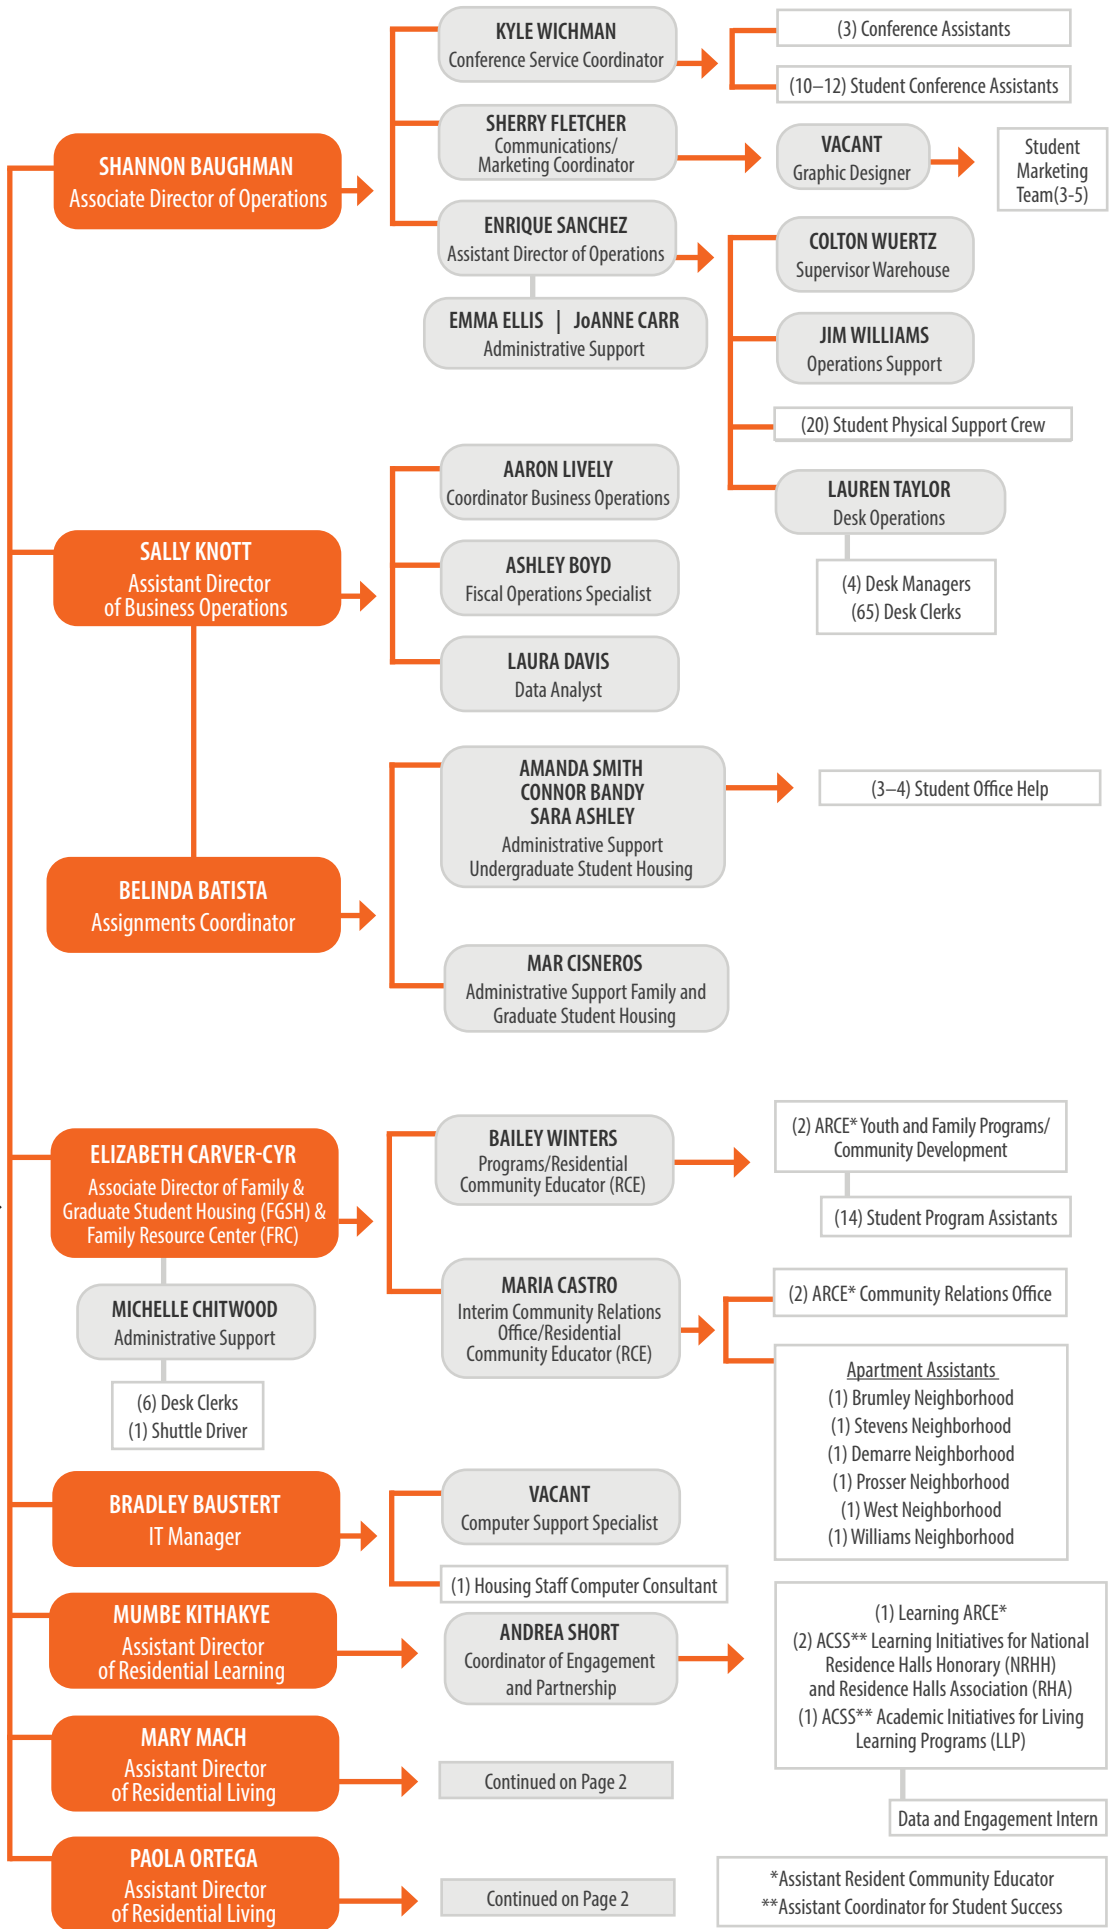 KYLE WICHMAN
Conference Service Coordinator
(3) Conference Assistants
(10–12) Student Conference Assistants
SHERRY FLETCHER
Communications/
Marketing Coordinator
VACANT
Graphic Designer
Student
Marketing
Team(3-5)
SHANNON BAUGHMAN
Associate Director of Operations
ENRIQUE SANCHEZ
Assistant Director of Operations
EMMA ELLIS | JoANNE CARR
Administrative Support
COLTON WUERTZ
Supervisor Warehouse
JIM WILLIAMS
Operations Support
(20) Student Physical Support Crew
LAUREN TAYLOR
Desk Operations
(4) Desk Managers
(65) Desk Clerks
SALLY KNOTT
Assistant Director
of Business Operations
AARON LIVELY
Coordinator Business Operations
ASHLEY BOYD
Fiscal Operations Specialist
LAURA DAVIS
Data Analyst
BELINDA BATISTA
Assignments Coordinator
AMANDA SMITH
CONNOR BANDY
SARA ASHLEY
Administrative Support
Undergraduate Student Housing
(3–4) Student Office Help
MAR CISNEROS
Administrative Support Family and
Graduate Student Housing
ELIZABETH CARVER-CYR
Associate Director of Family &
Graduate Student Housing (FGSH) &
Family Resource Center (FRC)
MICHELLE CHITWOOD
Administrative Support
(6) Desk Clerks
(1) Shuttle Driver
BAILEY WINTERS
Programs/Residential
Community Educator (RCE)
(2) ARCE* Youth and Family Programs/
Community Development
(14) Student Program Assistants
MARIA CASTRO
Interim Community Relations
Office/Residential
Community Educator (RCE)
(2) ARCE* Community Relations Office
Apartment Assistants
(1) Brumley Neighborhood
(1) Stevens Neighborhood
(1) Demarre Neighborhood
(1) Prosser Neighborhood
(1) West Neighborhood
(1) Williams Neighborhood
BRADLEY BAUSTERT
IT Manager
VACANT
Computer Support Specialist
(1) Housing Staff Computer Consultant
MUMBE KITHAKYE
Assistant Director
of Residential Learning
ANDREA SHORT
Coordinator of Engagement
and Partnership
(1) Learning ARCE*
(2) ACSS** Learning Initiatives for National
Residence Halls Honorary (NRHH)
and Residence Halls Association (RHA)
(1) ACSS** Academic Initiatives for Living
Learning Programs (LLP)
Data and Engagement Intern
MARY MACH
Assistant Director
of Residential Living
Continued on Page 2
PAOLA ORTEGA
Assistant Director
of Residential Living
Continued on Page 2
*Assistant Resident Community Educator
**Assistant Coordinator for Student Success